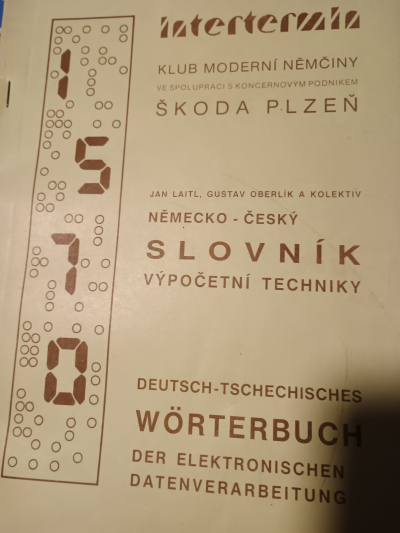 intertermin
KLUB MODERNÍ NĚMČINY
VE SPOLUPRÁCI S KONCERNOVÝM PODNIKEM
ŠKODA PLZEŇ
JAN LAITL, GUSTAV OBERLÍK A KOLEKTIV
NĚMECKO - ČESKÝ
SLOVNÍK
VÝPOČETNÍ TECHNIKY
DEUTSCH-TSCHECHISCHES
WÖRTERBUCH
DER ELEKTRONISCHEN
DATENVERARBEITUNG
1
5
7
0